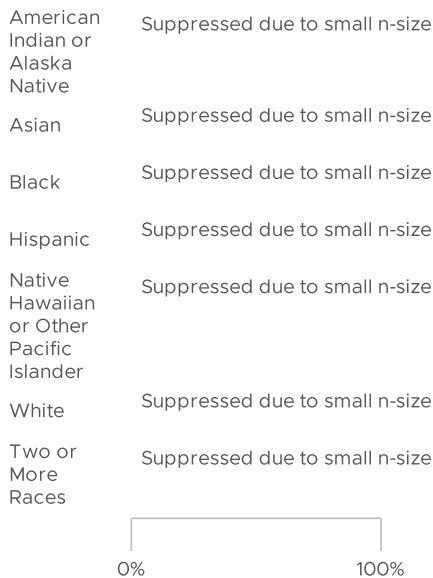 American
Indian or
Alaska
Native
Suppressed due to small n-size
Asian
Suppressed due to small n-size
Black
Suppressed due to small n-size
Hispanic
Suppressed due to small n-size
Native
Hawaiian
or Other
Pacific
Islander
Suppressed due to small n-size
White
Suppressed due to small n-size
Two or
More
Races
Suppressed due to small n-size
0%
100%